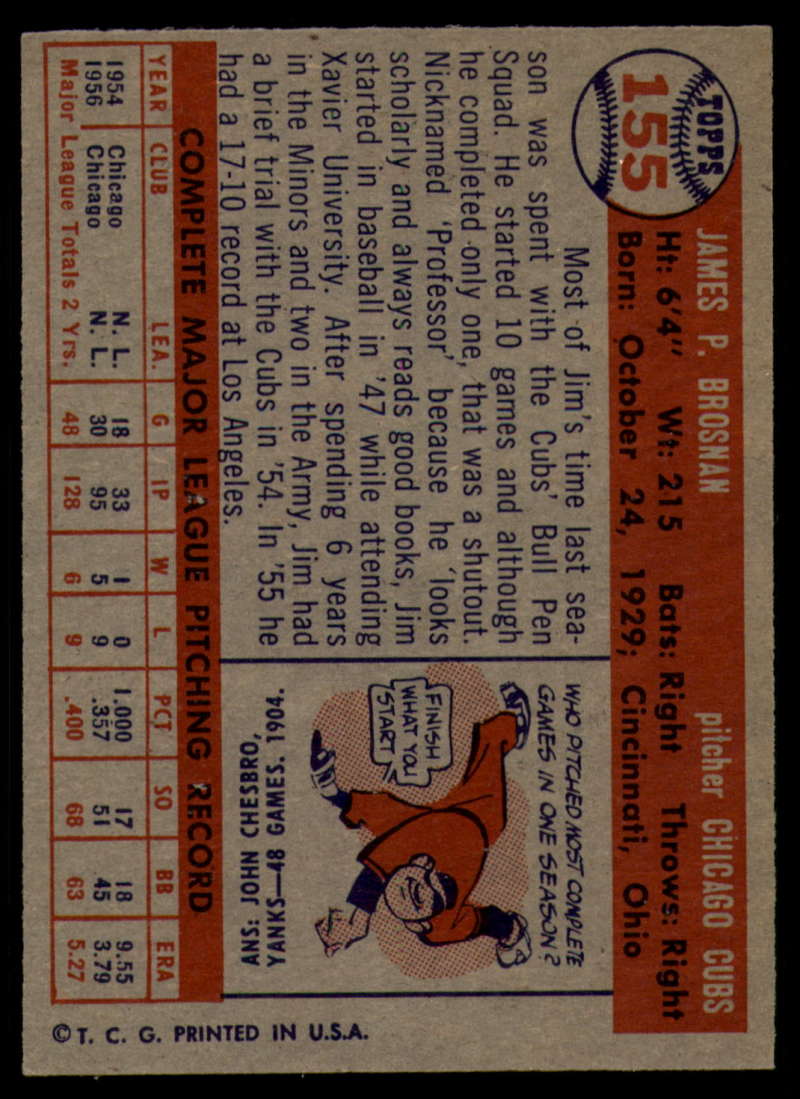 TOPPS
155
JAMES P. BROSNAN pitcher CHICAGO CUBS
Ht: 6'4" Wt: 215 Bats: Right Throws: Right
Born: October 24, 1929; Cincinnati, Ohio
Most of Jim's time last sea-
son was spent with the Cubs' Bull Pen
Squad. He started 10 games and although
he completed only one, that was a shutout.
Nicknamed 'Professor' because he 'looks
scholarly and always reads good books, Jim
started in baseball in '47 while attending
Xavier University. After spending 6 years
in the Minors and two in the Army, Jim had
a brief trial with the Cubs in '54. In '55 he
had a 17-10 record at Los Angeles.
WHO PITCHED MOST COMPLETE
GAMES IN ONE SEASON?
FINISH
WHAT YOU
START
ANS: JOHN CHESBRO,
YANKS—48 GAMES. 1904.
COMPLETE MAJOR LEAGUE PITCHING RECORD
YEAR CLUB LEA. G IP W L PCT SO BB ERA
1954 Chicago N. L. 18 33 1 0 1.000 17 18 9.55
1956 Chicago N. L. 30 95 5 9 .357 51 45 3.79
Major League Totals 2 Yrs. 48 128 6 9 .400 68 63 5.27
© T. C. G. PRINTED IN U.S.A.